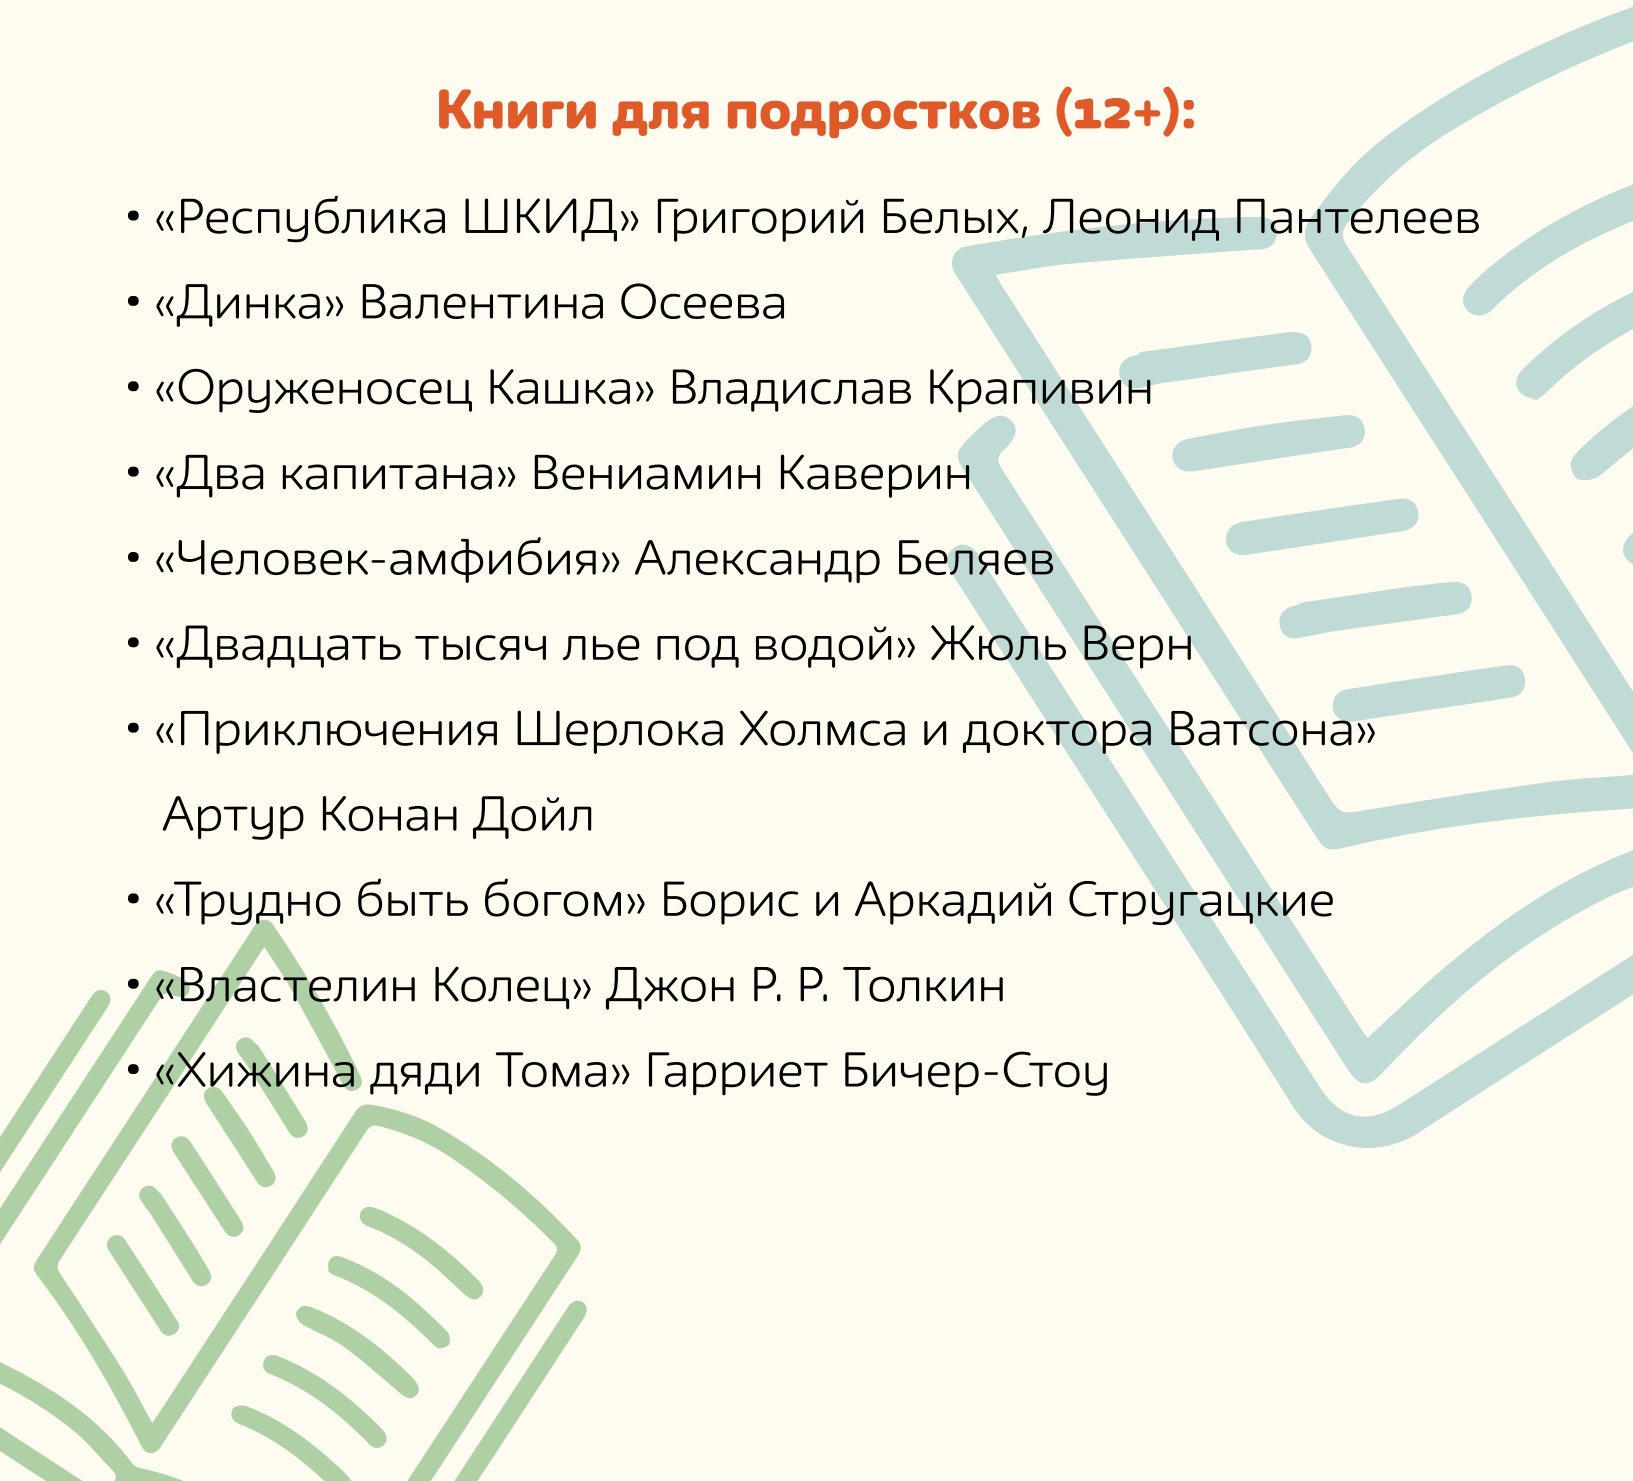 Книги для подростков (12+):
• «Республика ШКИД» Григорий Белых, Леонид Пантелеев
• «Динка» Валентина Осеева
• «Оруженосец Кашка» Владислав Крапивин
• «Два капитана» Вениамин Каверин
• «Человек-амфибия» Александр Беляев
• «Двадцать тысяч лье под водой» Жюль Верн
• «Приключения Шерлока Холмса и доктора Ватсона»
Артур Конан Дойл
• «Трудно быть богом» Борис и Аркадий Стругацкие
• «Властелин Колец» Джон Р. Р. Толкин
• «Хижина дяди Тома» Гарриет Бичер-Стоу